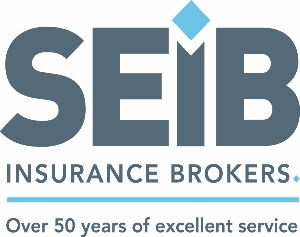 SEiB
INSURANCE BROKERS.
Over 50 years of excellent service